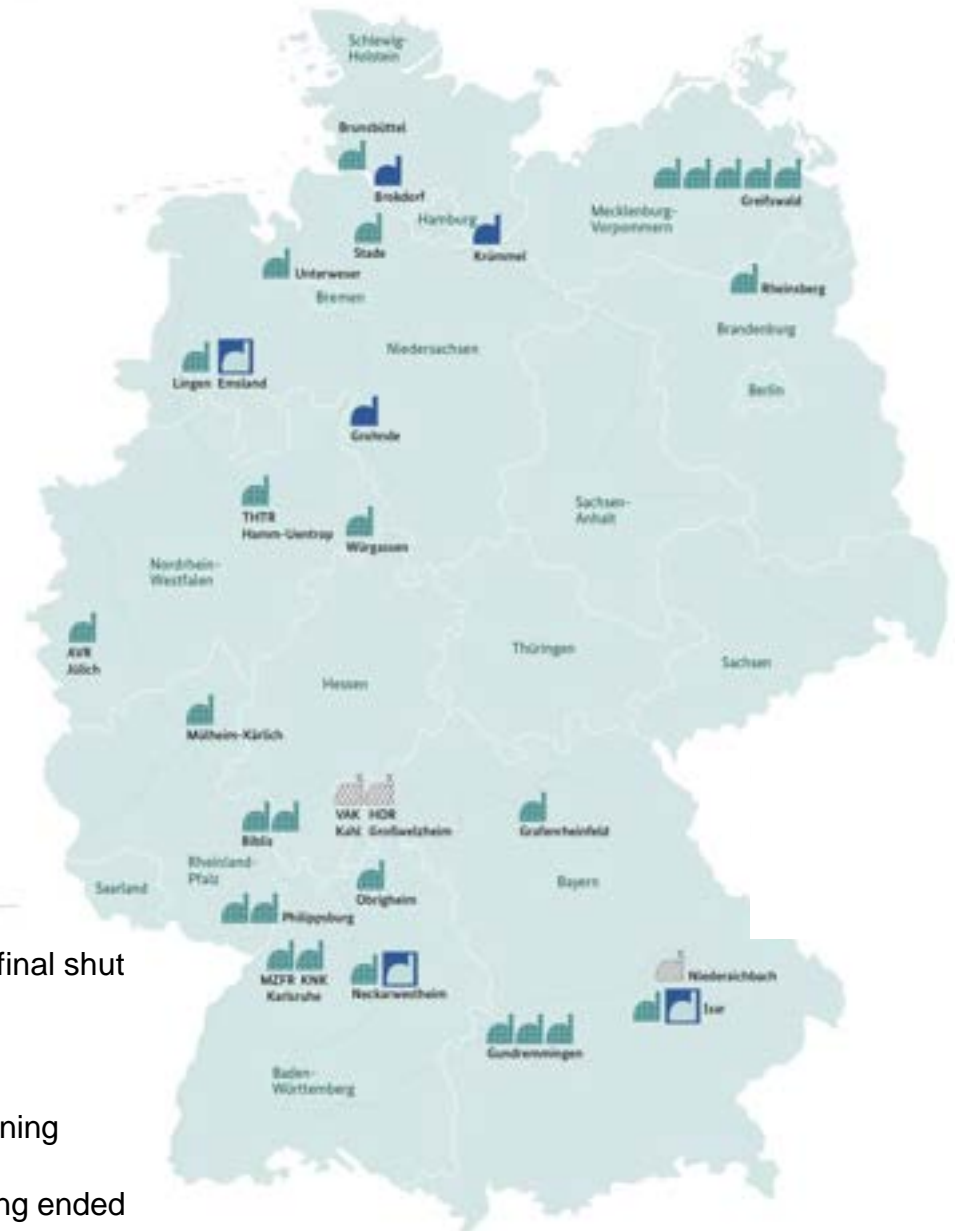 Schlewig-
Holstein
Brunsbüttel
Brokdorf
Hamburg
Krümmel
Mecklenburg-
Vorpommern
Greifswald
Stade
Unterweser
Bremen
Rheinsberg
Brandenburg
Niedersachsen
Lingen Emsland
Berlin
Grohnde
THTR
Hamm-Uentrop
Würgassen
Sachsen-
Anhalt
Nordrhein-
Westfalen
AVR
Jülich
Thüringen
Sachsen
Hessen
Mülheim-Kärlich
VAK HDR
Kahl Großwelzheim
Grafenrheinfeld
Biblis
Rheinland-
Pfalz
Saarland
Obrigheim
Bayern
Philippsburg
final shut
MZFR KNK
Karlsruhe
Neckarwestheim
Niederaichbach
Isar
Gundremmingen
Baden-
Württemberg
ning
ng ended